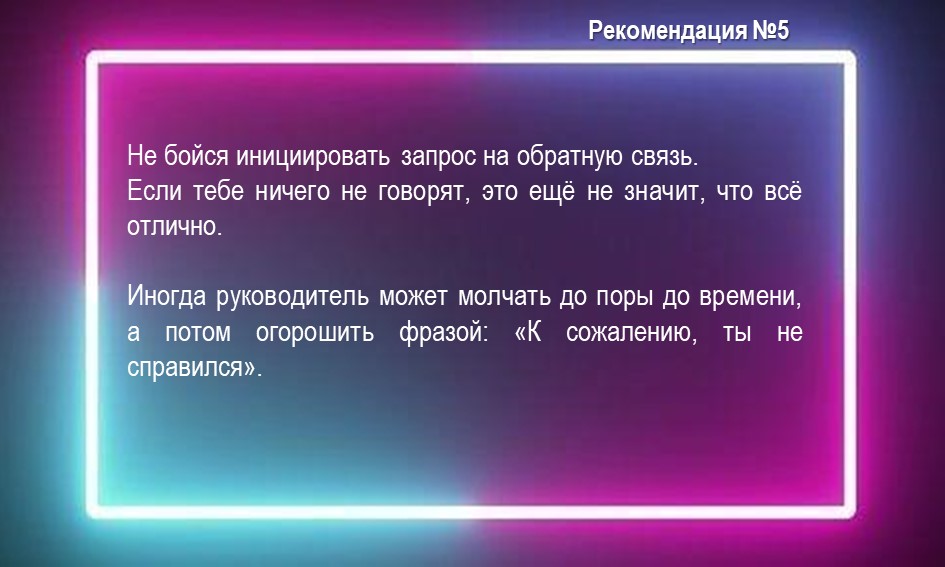 Рекомендация №5
Не бойся инициировать запрос на обратную связь.
Если тебе ничего не говорят, это ещё не значит, что всё
отлично.
Иногда руководитель может молчать до поры до времени,
а потом огорошить фразой: «К сожалению, ты не
справился».